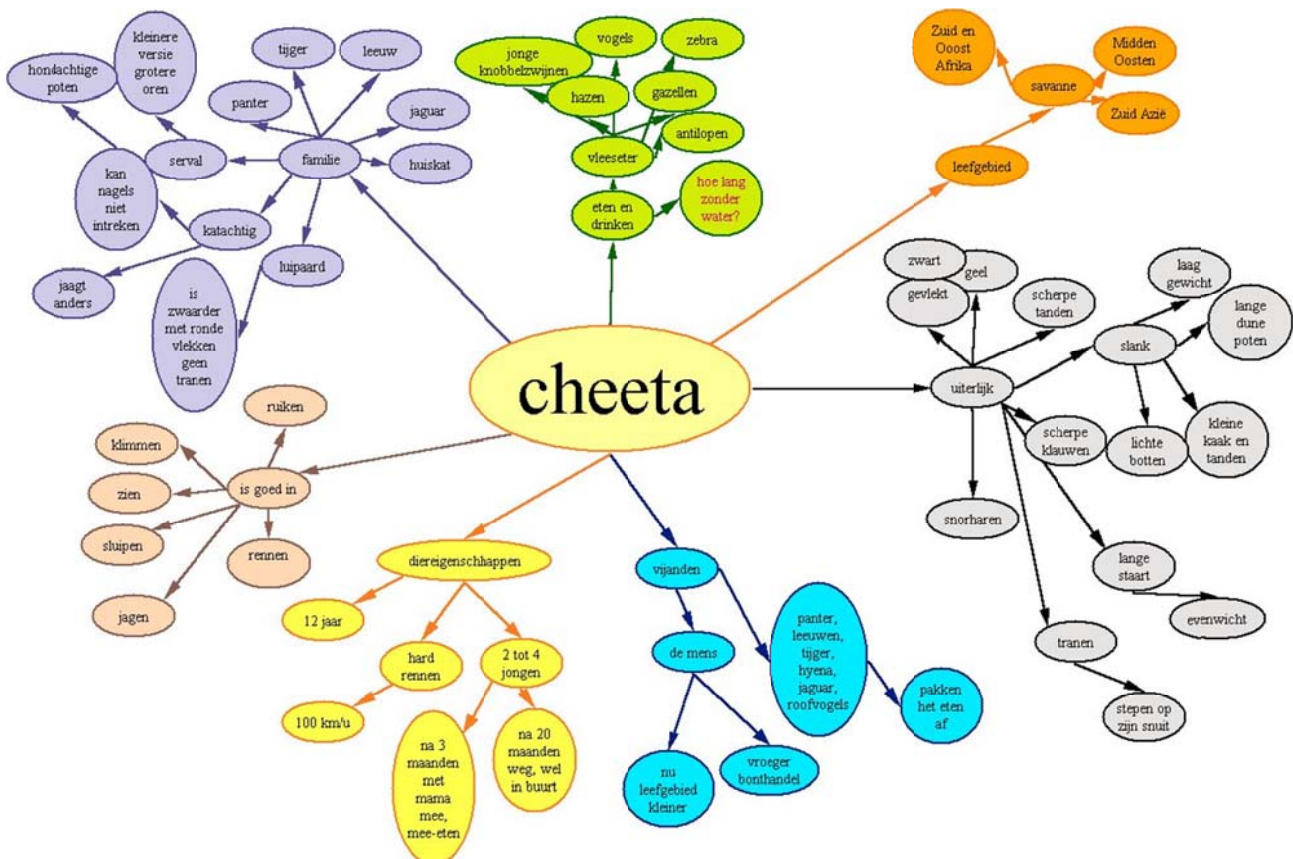 cheeta
familie
tijger
leeuw
panter
jaguar
huiskat
serval
kleinere
versie
grotere
oren
katachtig
kan
nagels
niet
intreken
hondachtige
poten
jaagt
anders
luipaard
is
zwaarder
met ronde
vlekken
geen
tranen
eten en
drinken
hoe lang
zonder
water?
vleeseter
jonge
knobbelzwijnen
vogels
hazen
zebra
gazellen
antilopen
leefgebied
savanne
Zuid en
Ooost
Afrika
Midden
Oosten
Zuid Azië
uiterlijk
zwart
gevlekt
geel
scherpe
tanden
slank
laag
gewicht
lange
dune
poten
lichte
botten
kleine
kaak en
tanden
scherpe
klauwen
snorharen
lange
staart
evenwicht
tranen
stepen op
zijn snuit
vijanden
de mens
nu
leefgebied
kleiner
vroeger
bonthandel
panter,
leeuwen,
tijger,
hyena,
jaguar,
roofvogels
pakken
het eten
af
diereigenschhappen
12 jaar
hard
rennen
100 km/u
2 tot 4
jongen
na 3
maanden
met
mama
mee,
mee-eten
na 20
maanden
weg, wel
in buurt
is goed in
ruiken
klimmen
zien
sluipen
jagen
rennen